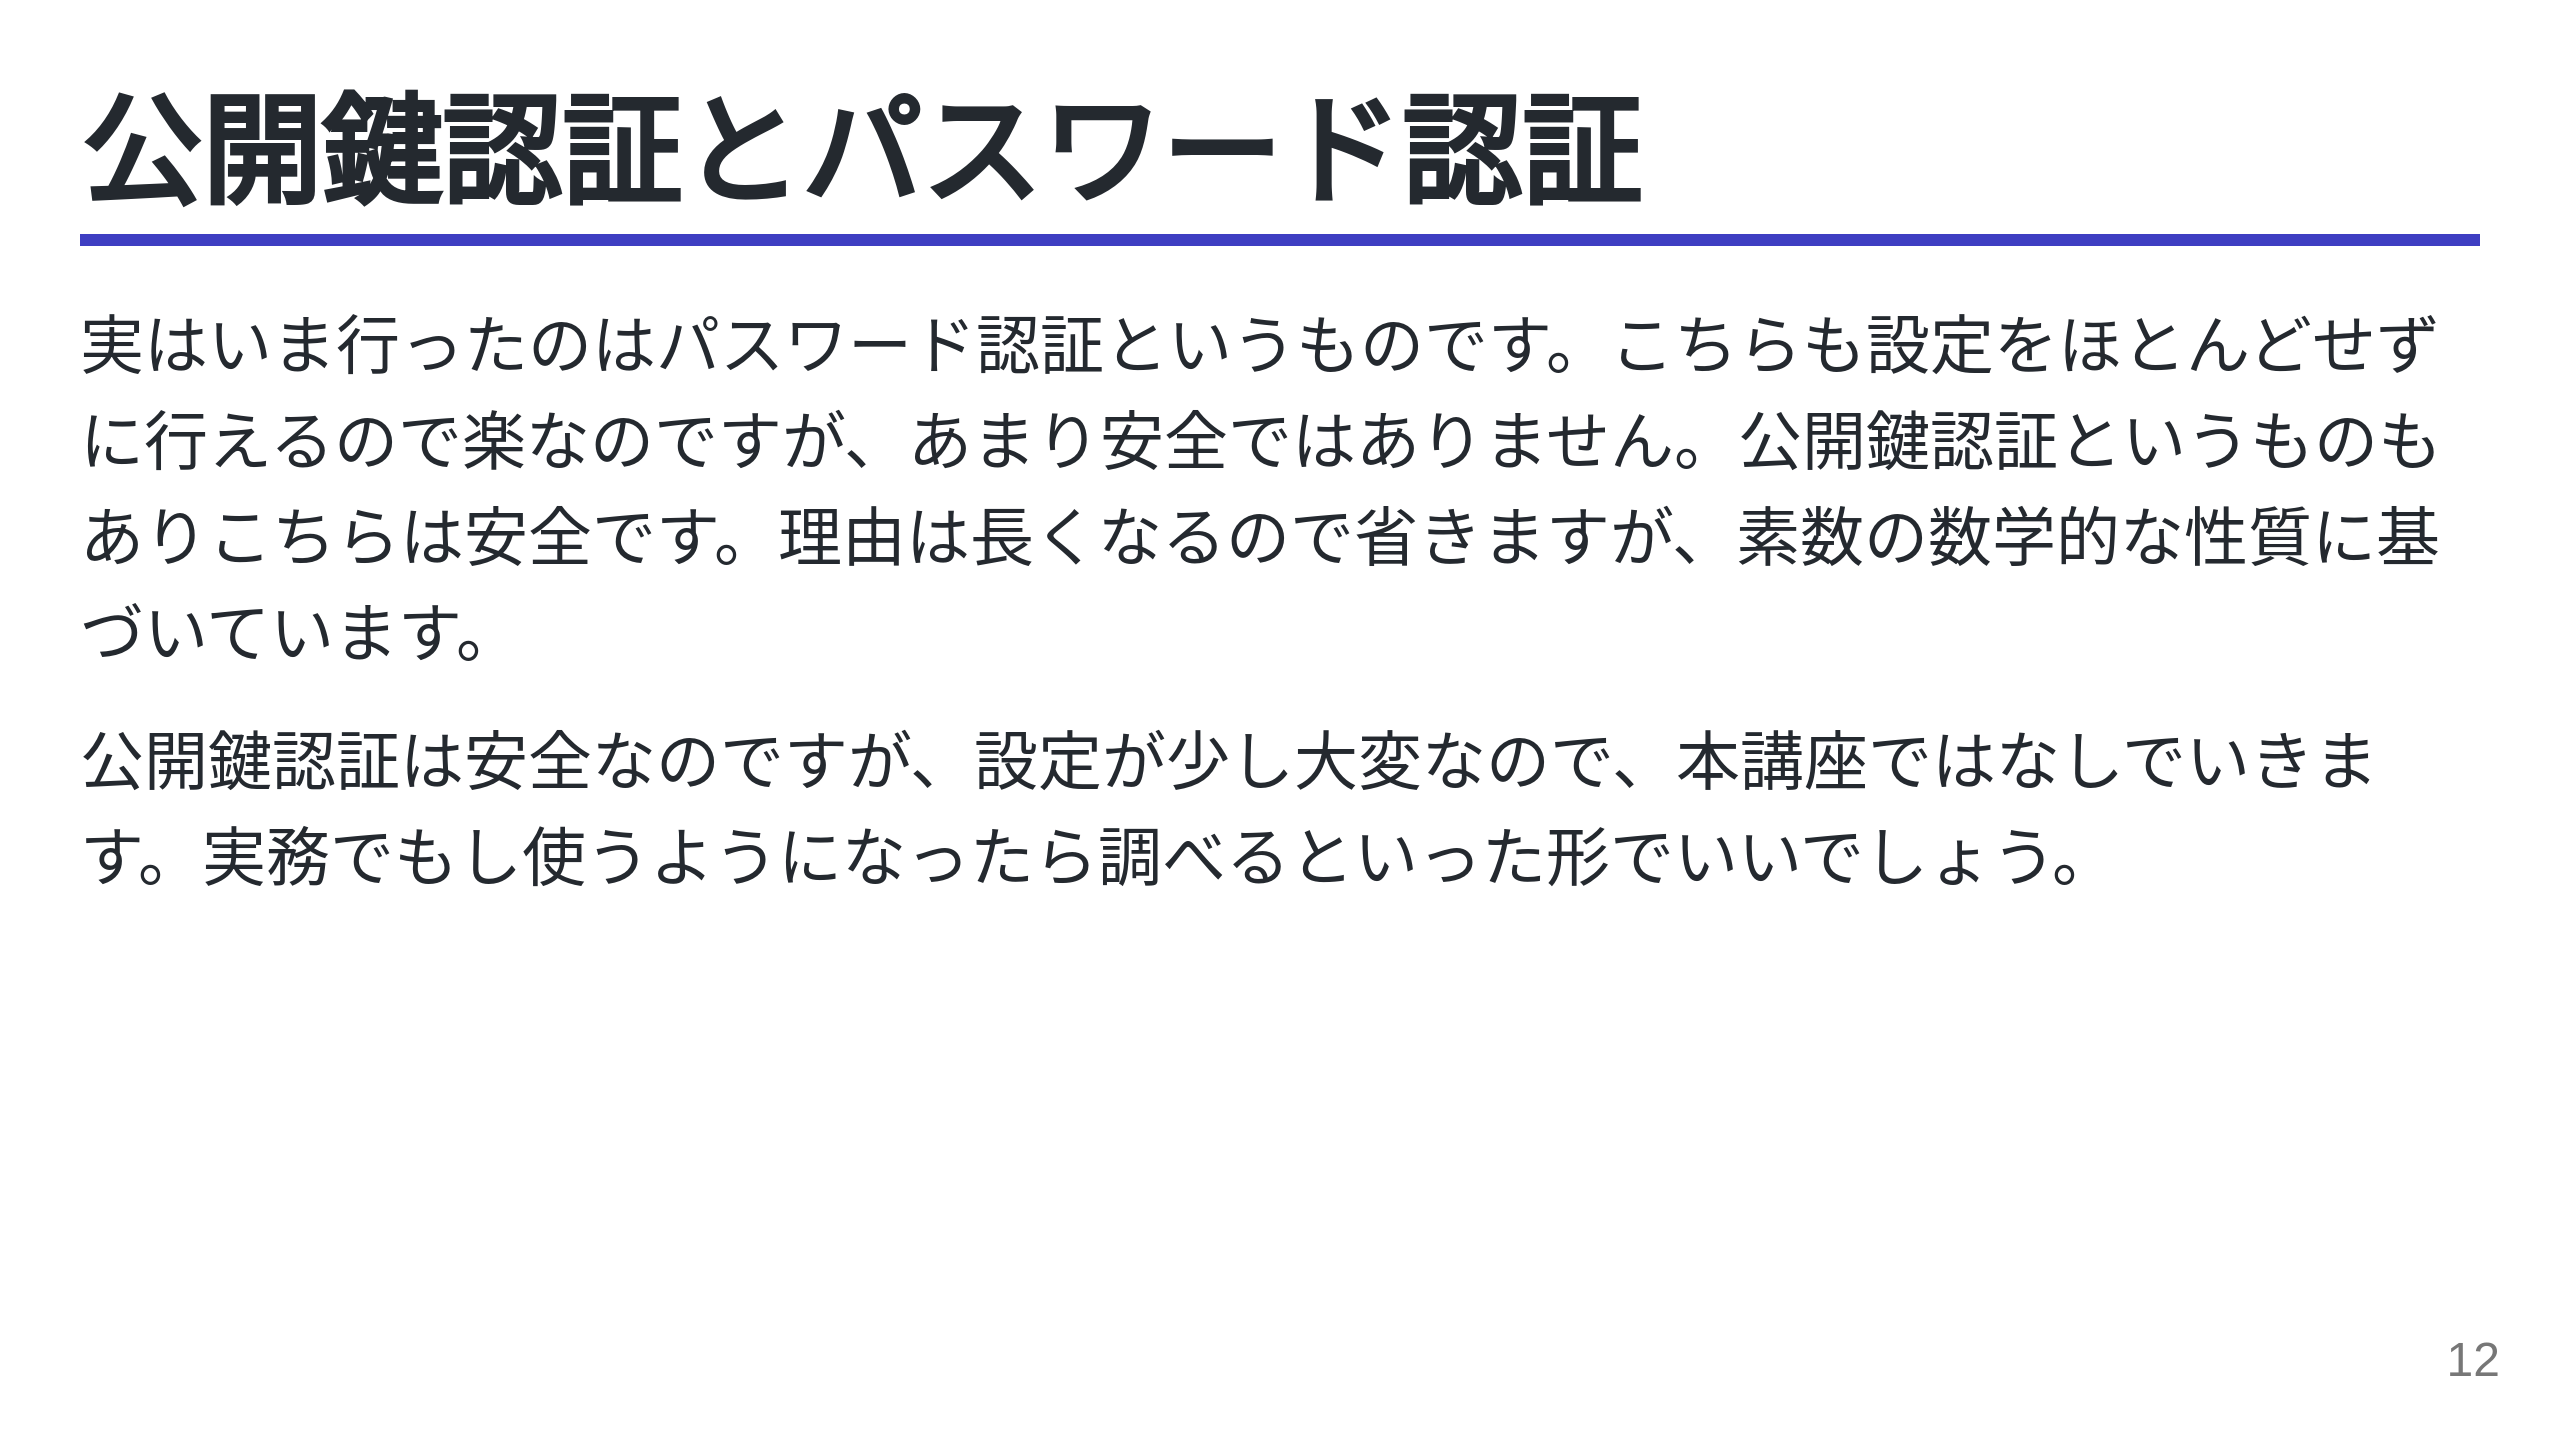 公開鍵認証とパスワード認証
実はいま行ったのはパスワード認証というものです。こちらも設定をほとんどせず
に行えるので楽なのですが、あまり安全ではありません。公開鍵認証というものも
ありこちらは安全です。理由は長くなるので省きますが、素数の数学的な性質に基
づいています。
公開鍵認証は安全なのですが、設定が少し大変なので、本講座ではなしでいきま
す。実務でもし使うようになったら調べるといった形でいいでしょう。
12